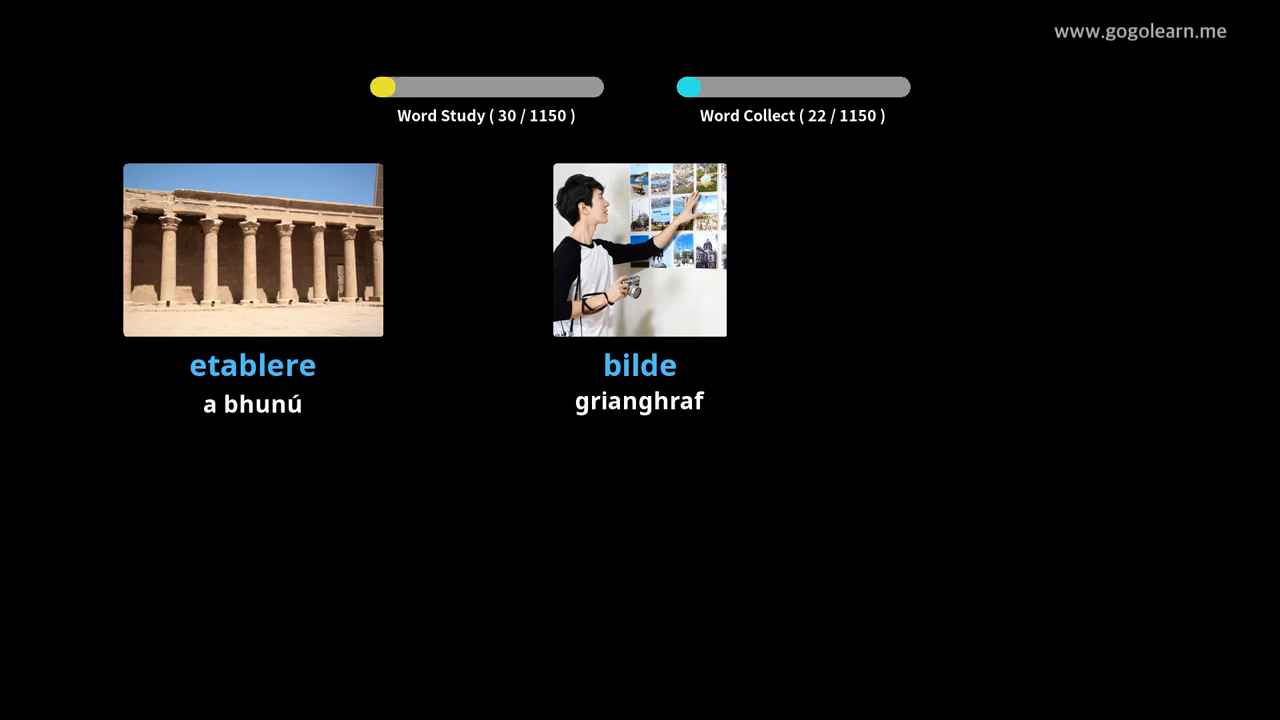 www.gogolearn.me
Word Study ( 30 / 1150 )
Word Collect ( 22 / 1150 )
etablere
a bhunú
bilde
grianghraf